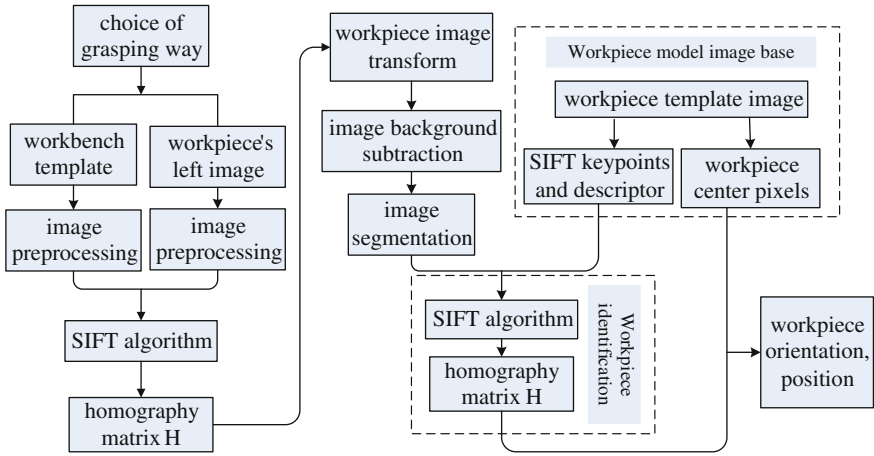 choice of
grasping way
workbench
template
workpiece's
left image
image
preprocessing
image
preprocessing
SIFT algorithm
homography
matrix H
workpiece image
transform
image background
subtraction
image
segmentation
Workpiece model image base
workpiece template image
SIFT keypoints
and descriptor
workpiece
center pixels
SIFT algorithm
homography
matrix H
Workpiece
identification
workpiece
orientation,
position